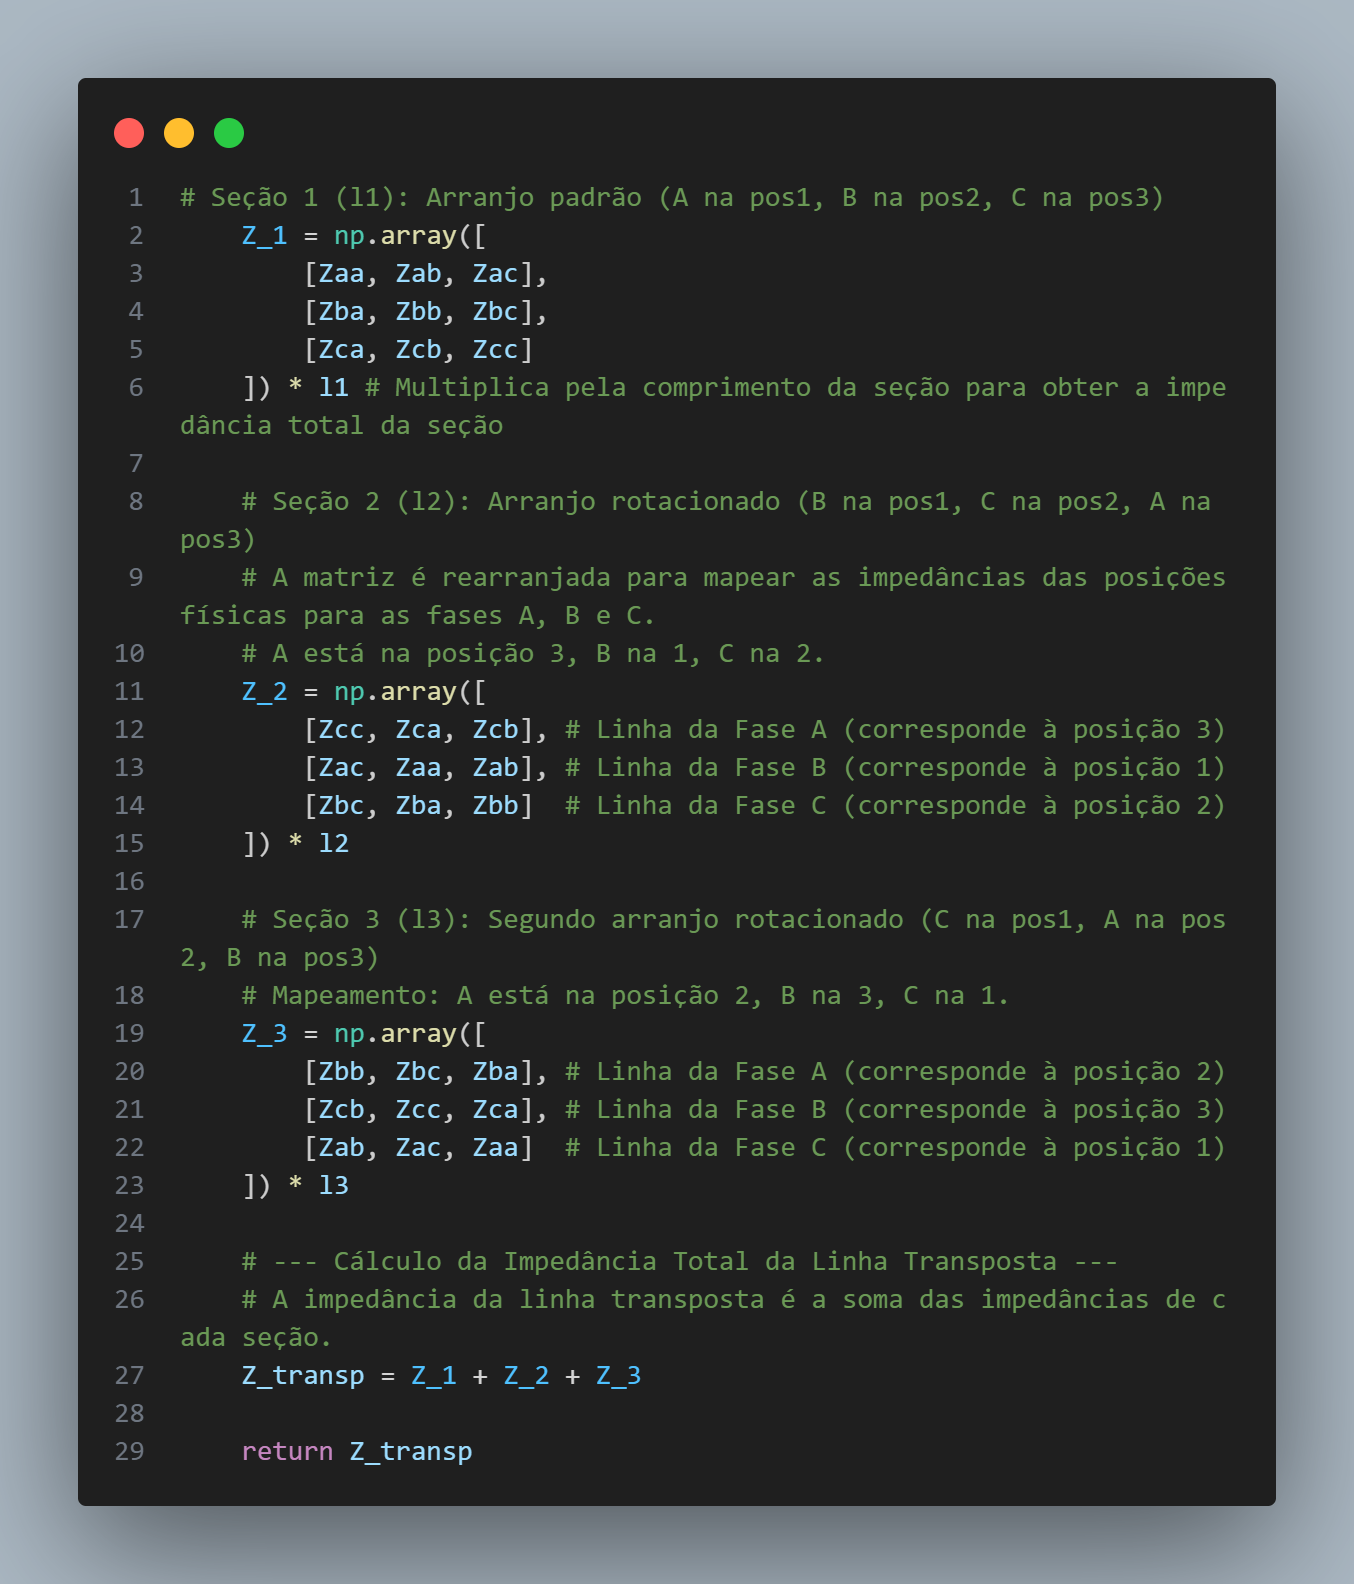 1 # Seção 1 (l1): Arranjo padrão (A na pos1, B na pos2, C na pos3)
2     Z_1 = np.array([
3         [Zaa, Zab, Zac],
4         [Zba, Zbb, Zbc],
5         [Zca, Zcb, Zcc]
6     ]) * l1 # Multiplica pela comprimento da seção para obter a impe
dância total da seção
7
8     # Seção 2 (l2): Arranjo rotacionado (B na pos1, C na pos2, A na
pos3)
9     # A matriz é rearranjada para mapear as impedâncias das posições
físicas para as fases A, B e C.
10     # A está na posição 3, B na 1, C na 2.
11     Z_2 = np.array([
12         [Zcc, Zca, Zcb], # Linha da Fase A (corresponde à posição 3)
13         [Zac, Zaa, Zab], # Linha da Fase B (corresponde à posição 1)
14         [Zbc, Zba, Zbb]  # Linha da Fase C (corresponde à posição 2)
15     ]) * l2
16
17     # Seção 3 (l3): Segundo arranjo rotacionado (C na pos1, A na pos
2, B na pos3)
18     # Mapeamento: A está na posição 2, B na 3, C na 1.
19     Z_3 = np.array([
20         [Zbb, Zbc, Zba], # Linha da Fase A (corresponde à posição 2)
21         [Zcb, Zcc, Zca], # Linha da Fase B (corresponde à posição 3)
22         [Zab, Zac, Zaa]  # Linha da Fase C (corresponde à posição 1)
23     ]) * l3
24
25     # --- Cálculo da Impedância Total da Linha Transposta ---
26     # A impedância da linha transposta é a soma das impedâncias de c
ada seção.
27     Z_transp = Z_1 + Z_2 + Z_3
28
29     return Z_transp